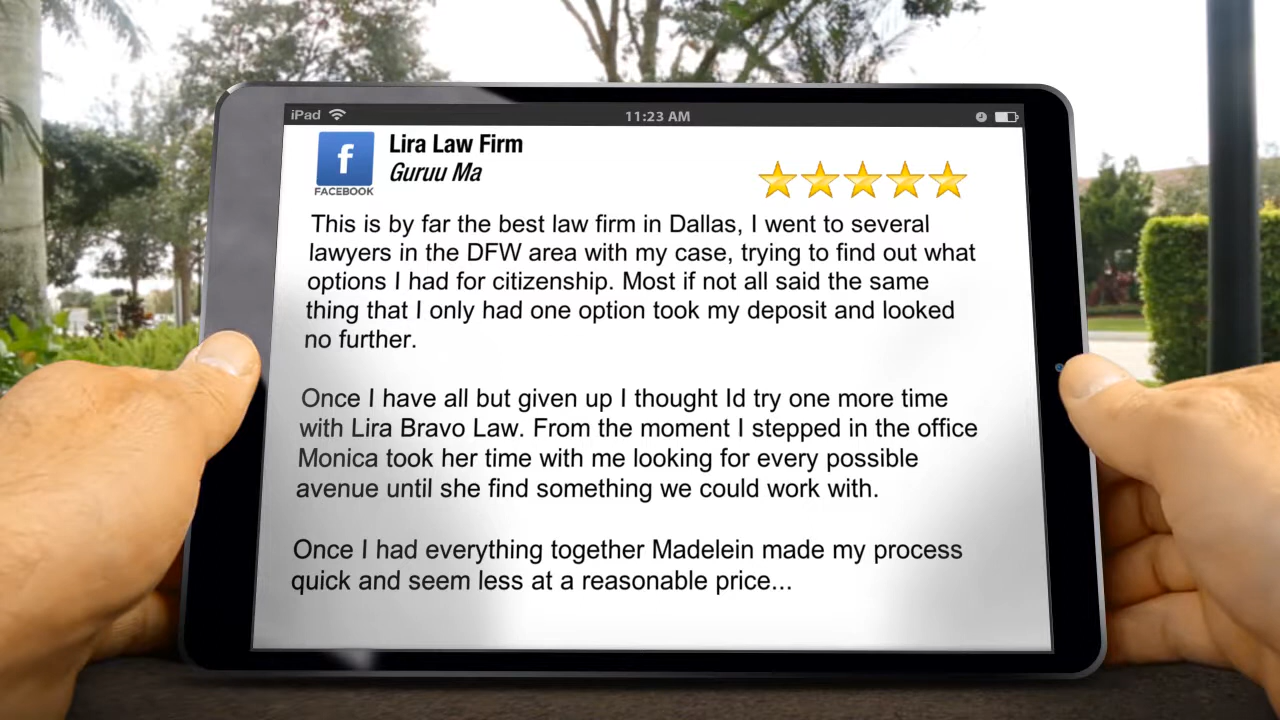 iPad 11:23 AM
f
FACEBOOK
Lira Law Firm
Guruu Ma
This is by far the best law firm in Dallas, I went to several
lawyers in the DFW area with my case, trying to find out what
options I had for citizenship. Most if not all said the same
thing that I only had one option took my deposit and looked
no further.
Once I have all but given up I thought Id try one more time
with Lira Bravo Law. From the moment I stepped in the office
Monica took her time with me looking for every possible
avenue until she find something we could work with.
Once I had everything together Madelein made my process
quick and seem less at a reasonable price...